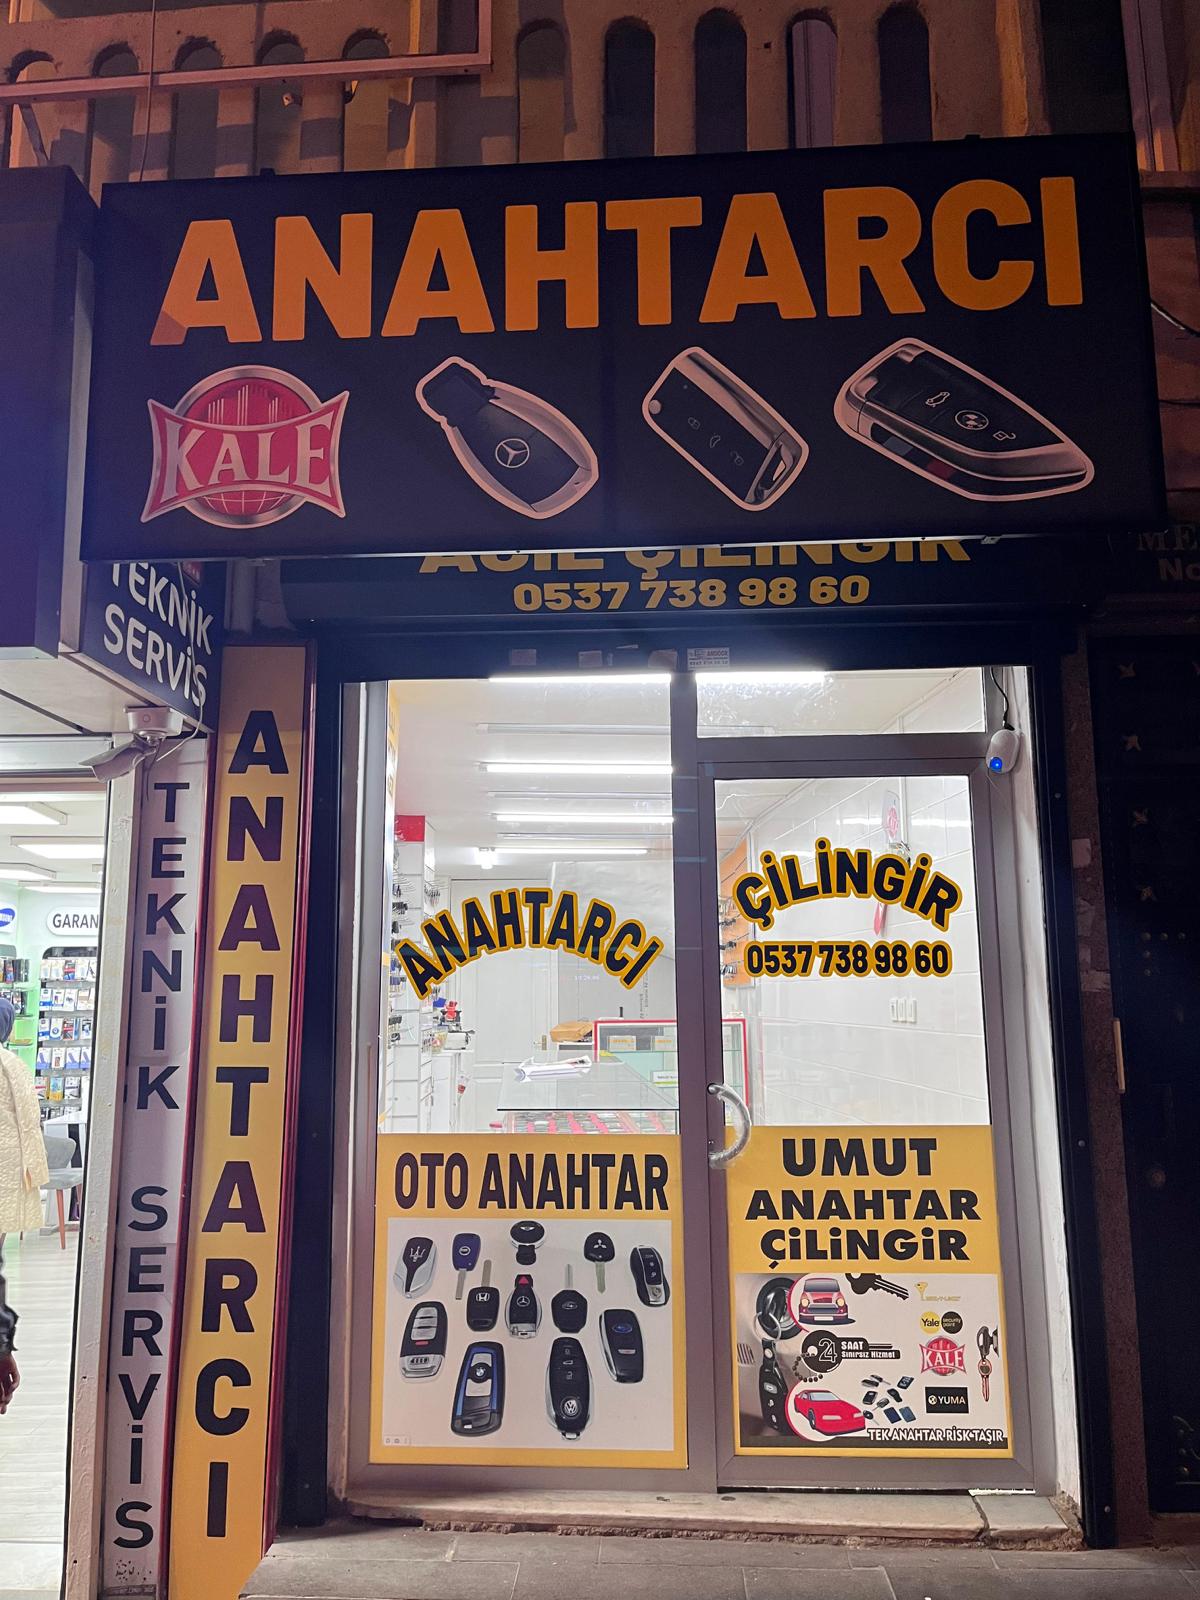 ANAHTARCI
KALE
ACİL ÇİLİNGİR
0537 738 98 60
TEKNİK
SERVİS
TEKNİK SERVİS
ANAHTARCI
GARAN
ANAHTARCI
ÇİLİNGİR
0537 738 98 60
OTO ANAHTAR
UMUT
ANAHTAR
ÇİLİNGİR
24 SAAT
Sınırsız Hizmet
Yale security point
KALE
YUMA
TEK ANAHTAR RİSK TAŞIR